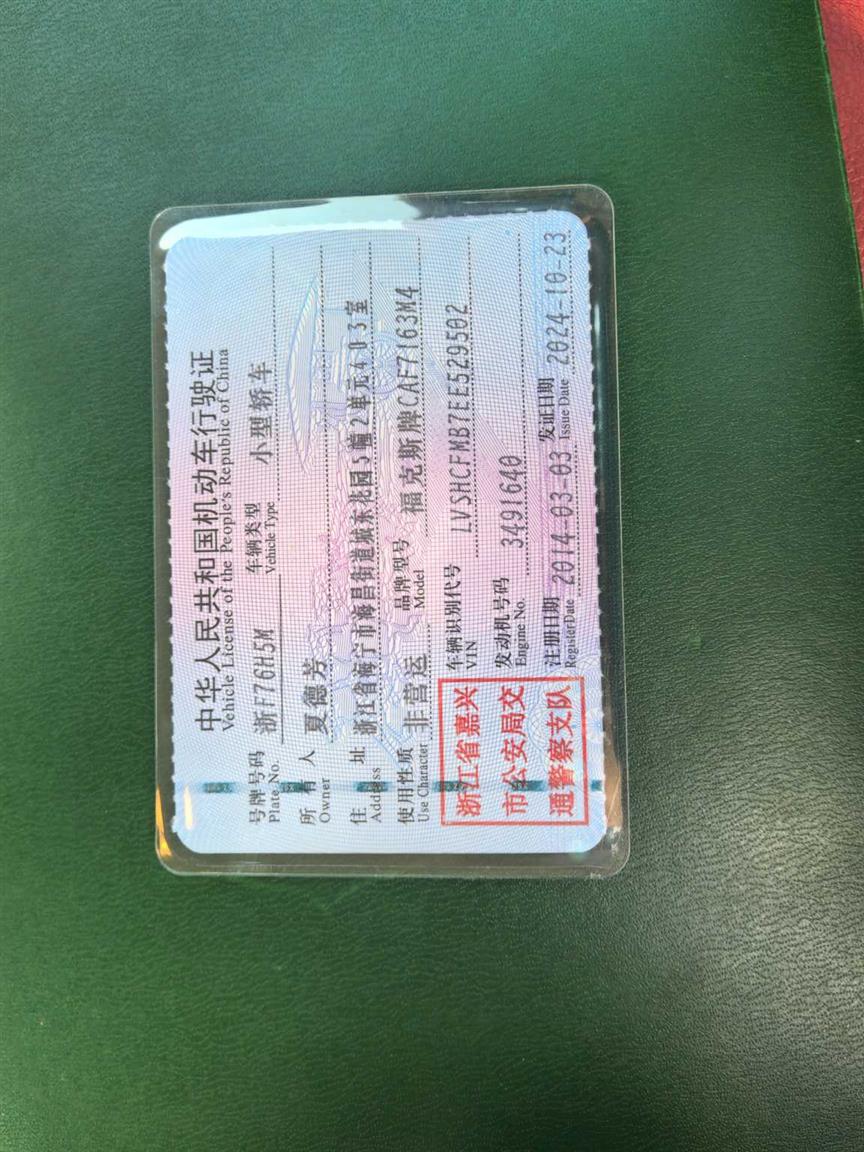 中华人民共和国机动车行驶证
Vehicle License of the People's Republic of China
号牌号码 浙F76H5M 车辆类型 小型轿车
Plate No. Vehicle Type
所有人 夏德芳
Owner
住址 浙江省海宁市海昌街道城东花园5幢2单元403室
Address
使用性质 非营运 品牌型号 福克斯牌CAF7163M4
Use Character Model
浙江省嘉兴
市公安局交
通警察支队
车辆识别代号 LVSHCFMB7EE529502
VIN
发动机号码 3491640
Engine No.
注册日期 2014-03-03 发证日期 2024-10-23
Register Date Issue Date